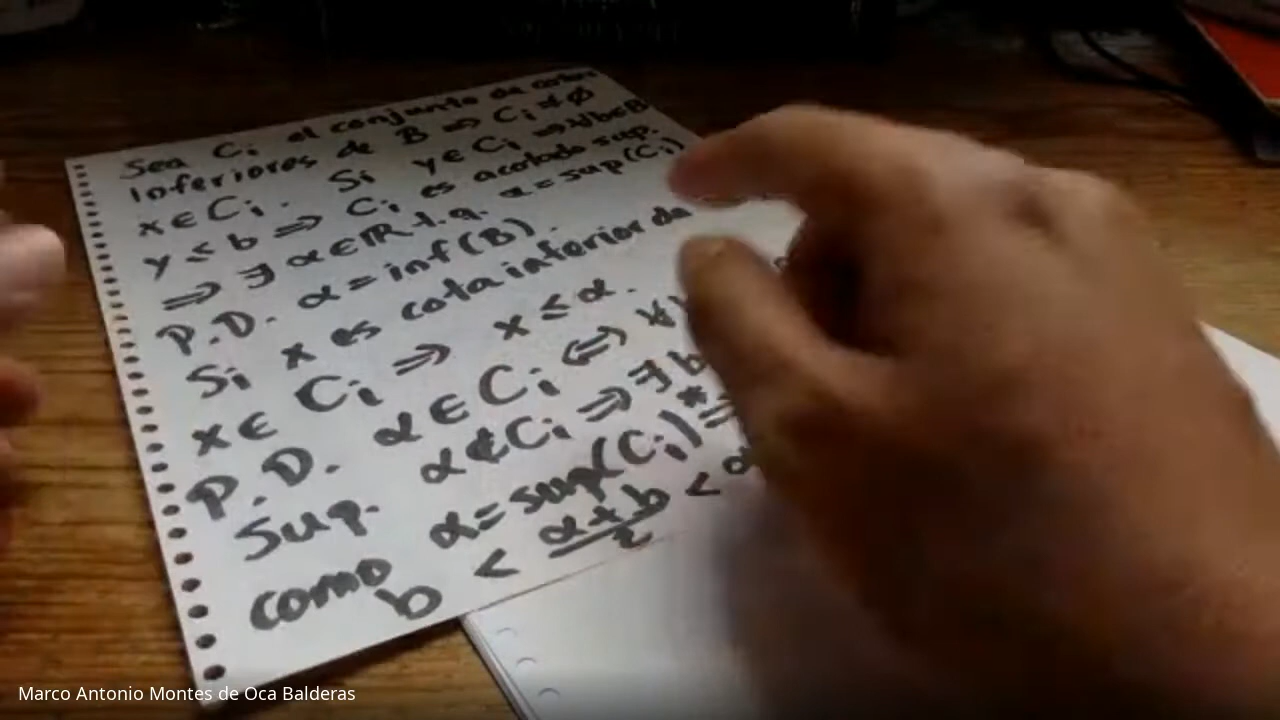 Sea Ci el conjunto de cotas
inferiores de B ⇒ Ci ≠ ∅
x ∈ Ci. Si y ∈ Ci ⇒ ∀b∈B
y ≤ b ⇒ Ci es acotado sup.
⇒ ∃ α∈ℝ t.q. α = sup(Ci)
P.D. α = inf(B).
Si x es cota inferior de
x ∈ Ci ⇒ x ≤ α.
P.D. α ∈ Ci ⇔ ∀
Sup. α ∉ Ci ⇒ ∃ b
como α = sup(Ci)* ⇒
b < (α+b)/2 < α
Marco Antonio Montes de Oca Balderas